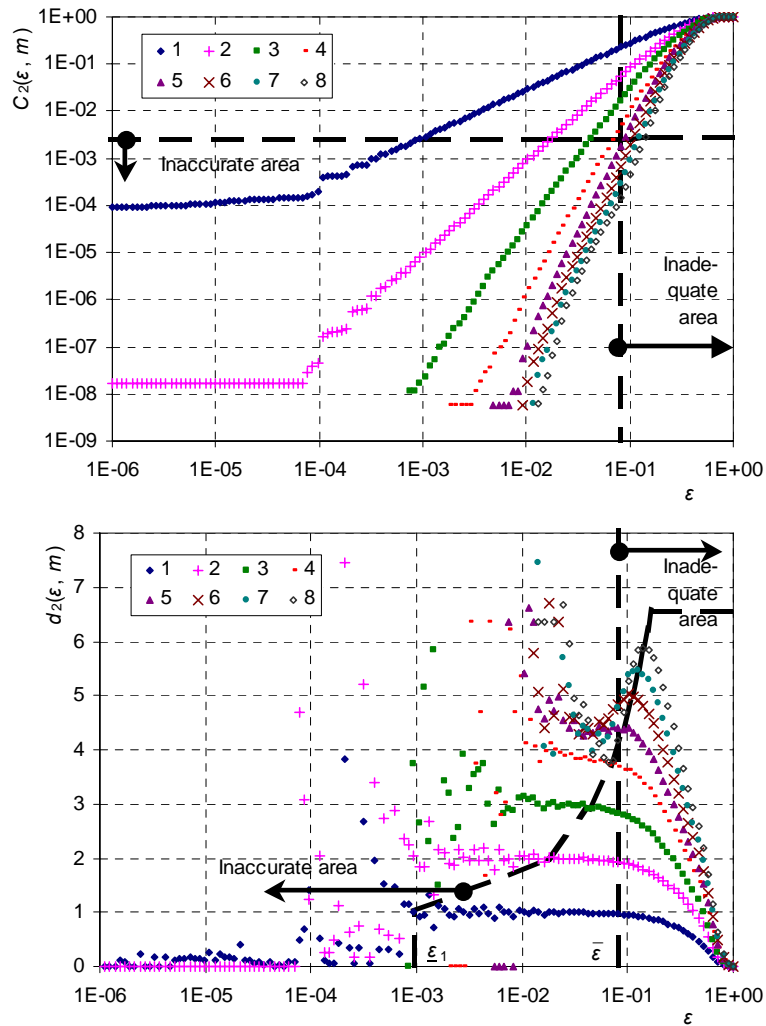 C₂(ε, m)
1E+00
1E-01
1E-02
1E-03
1E-04
1E-05
1E-06
1E-07
1E-08
1E-09
1 2 3 4
5 6 7 8
Inaccurate area
Inade-
quate
area
1E-06 1E-05 1E-04 1E-03 1E-02 1E-01 1E+00
ε
d₂(ε, m)
8
7
6
5
4
3
2
1
0
1 2 3 4
5 6 7 8
Inade-
quate
area
Inaccurate area
ε̲₁
ε̅
1E-06 1E-05 1E-04 1E-03 1E-02 1E-01 1E+00
ε